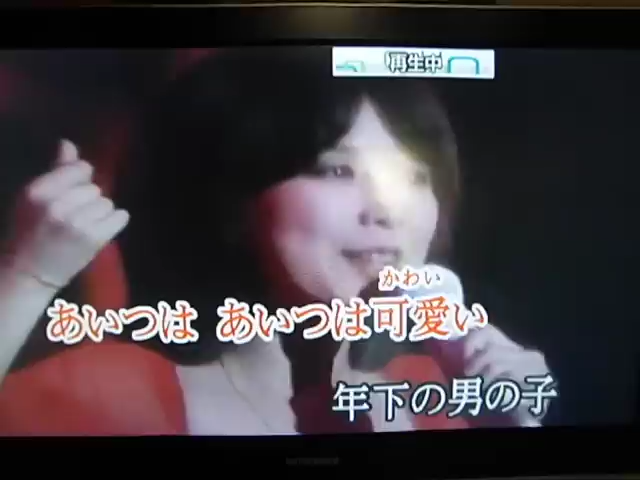 再生中
かわい
あいつは あいつは可愛い
年下の男の子